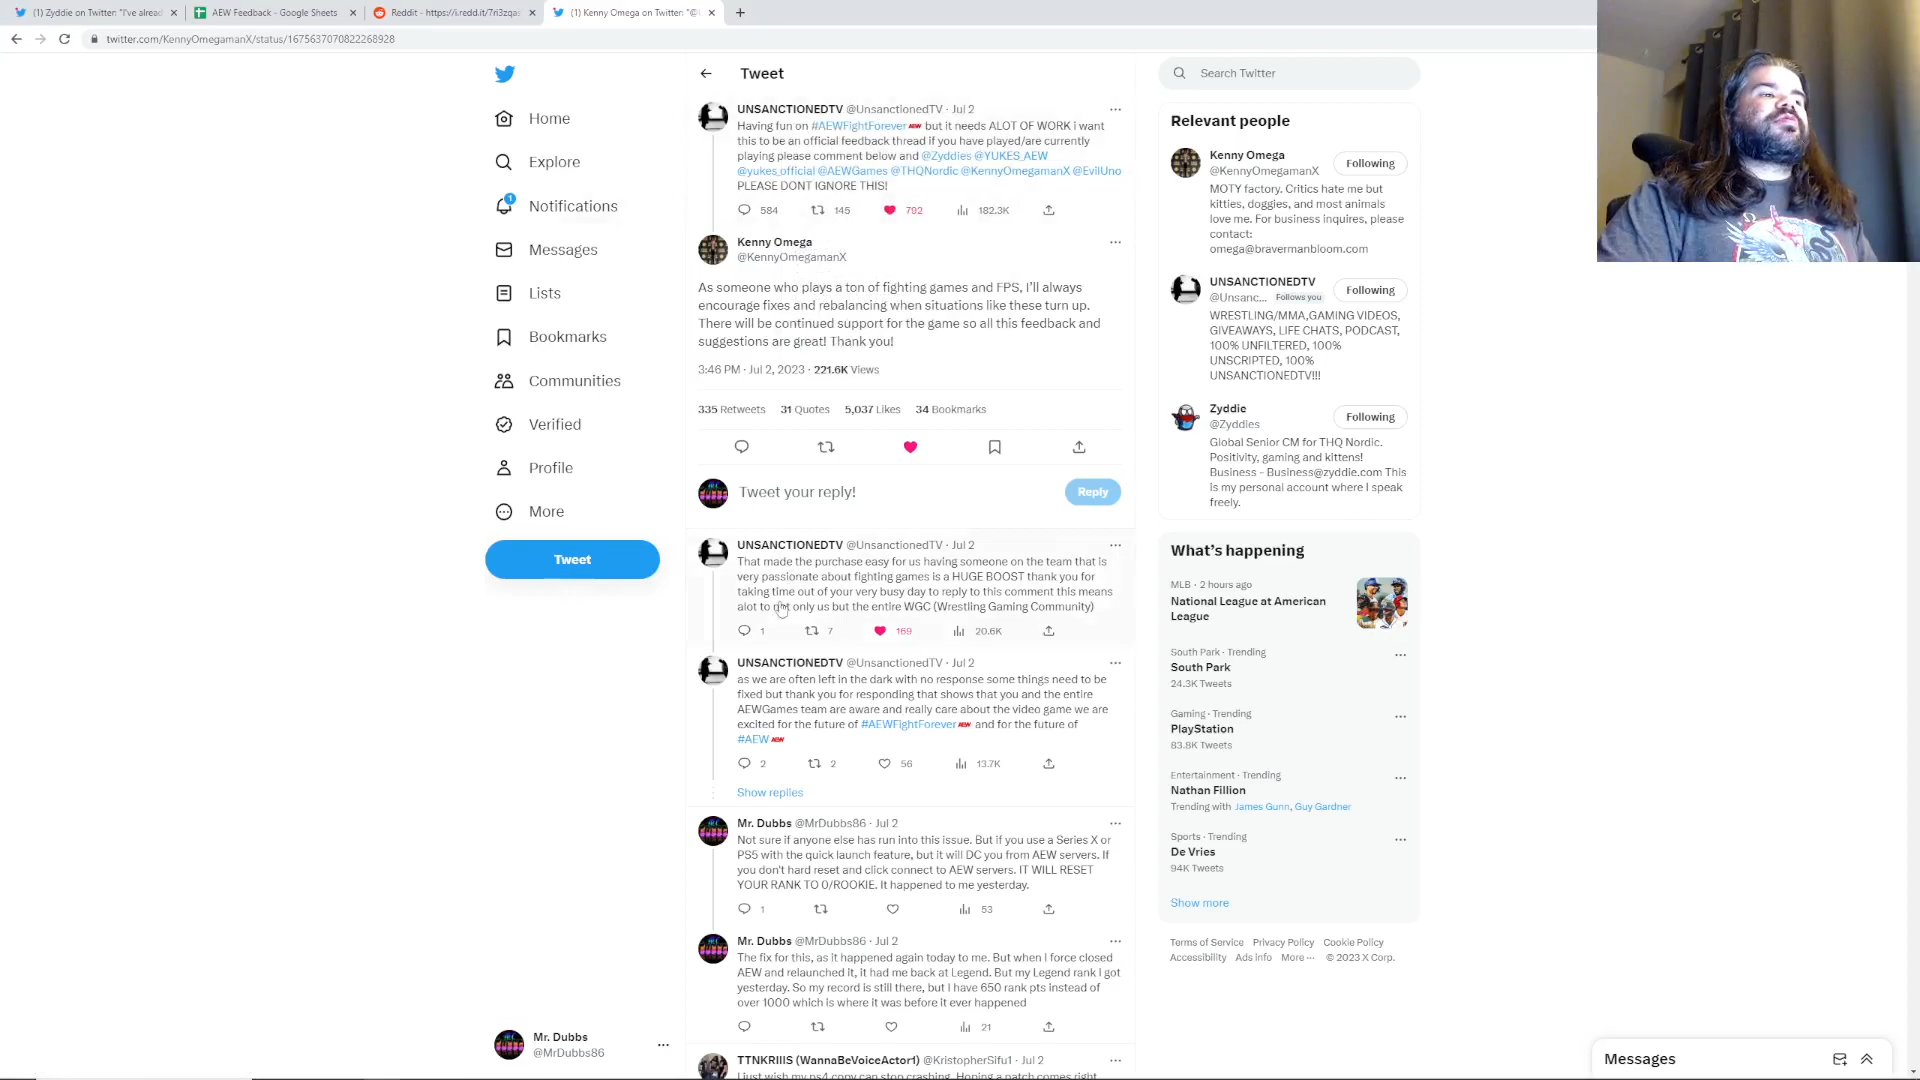 (1) Zyddie on Twitter: "I've alread
AEW Feedback - Google Sheets
Reddit - https://i.redd.it/7ri3zqas
(1) Kenny Omega on Twitter: "@U
twitter.com/KennyOmegamanX/status/1675637070822268928
Home
Explore
1
Notifications
Messages
Lists
Bookmarks
Communities
Verified
Profile
More
Tweet
Mr. Dubbs
@MrDubbs86
Tweet
UNSANCTIONEDTV @UnsanctionedTV · Jul 2
Having fun on #AEWFightForever AEW but it needs ALOT OF WORK i want
this to be an official feedback thread if you have played/are currently
playing please comment below and @Zyddies @YUKES_AEW
@yukes_official @AEWGames @THQNordic @KennyOmegamanX @EvilUno
PLEASE DONT IGNORE THIS!
584 145 792 182.3K
Kenny Omega
@KennyOmegamanX
As someone who plays a ton of fighting games and FPS, I'll always
encourage fixes and rebalancing when situations like these turn up.
There will be continued support for the game so all this feedback and
suggestions are great! Thank you!
3:46 PM · Jul 2, 2023 · 221.6K Views
335 Retweets 31 Quotes 5,037 Likes 34 Bookmarks
Tweet your reply!
Reply
UNSANCTIONEDTV @UnsanctionedTV · Jul 2
That made the purchase easy for us having someone on the team that is
very passionate about fighting games is a HUGE BOOST thank you for
taking time out of your very busy day to reply to this comment this means
alot to not only us but the entire WGC (Wrestling Gaming Community)
1 7 169 20.6K
UNSANCTIONEDTV @UnsanctionedTV · Jul 2
as we are often left in the dark with no response some things need to be
fixed but thank you for responding that shows that you and the entire
AEWGames team are aware and really care about the video game we are
excited for the future of #AEWFightForever AEW and for the future of
#AEW AEW
2 2 56 13.7K
Show replies
Mr. Dubbs @MrDubbs86 · Jul 2
Not sure if anyone else has run into this issue. But if you use a Series X or
PS5 with the quick launch feature, but it will DC you from AEW servers. If
you don't hard reset and click connect to AEW servers. IT WILL RESET
YOUR RANK TO 0/ROOKIE. It happened to me yesterday.
1 53
Mr. Dubbs @MrDubbs86 · Jul 2
The fix for this, as it happened again today to me. But when I force closed
AEW and relaunched it, it had me back at Legend. But my Legend rank I got
yesterday. So my record is still there, but I have 650 rank pts instead of
over 1000 which is where it was before it ever happened
21
TTNKRIIIS (WannaBeVoiceActor1) @KristopherSifu1 · Jul 2
I just wish my ps4 copy can stop crashing. Hoping a patch comes right
Search Twitter
Relevant people
Kenny Omega
@KennyOmegamanX
Following
MOTY factory. Critics hate me but
kitties, doggies, and most animals
love me. For business inquires, please
contact:
omega@bravermanbloom.com
UNSANCTIONEDTV
@Unsanc... Follows you
Following
WRESTLING/MMA,GAMING VIDEOS,
GIVEAWAYS, LIFE CHATS, PODCAST,
100% UNFILTERED, 100%
UNSCRIPTED, 100%
UNSANCTIONEDTV!!!
Zyddie
@Zyddies
Following
Global Senior CM for THQ Nordic.
Positivity, gaming and kittens!
Business - Business@zyddie.com This
is my personal account where I speak
freely.
What's happening
MLB · 2 hours ago
National League at American
League
South Park · Trending
South Park
24.3K Tweets
Gaming · Trending
PlayStation
83.8K Tweets
Entertainment · Trending
Nathan Fillion
Trending with James Gunn, Guy Gardner
Sports · Trending
De Vries
94K Tweets
Show more
Terms of Service Privacy Policy Cookie Policy
Accessibility Ads info More ··· © 2023 X Corp.
Messages